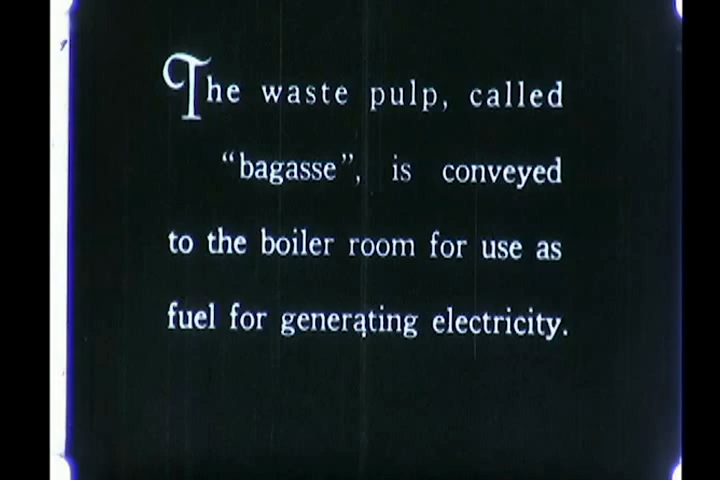 The waste pulp, called
“bagasse”, is conveyed
to the boiler room for use as
fuel for generating electricity.